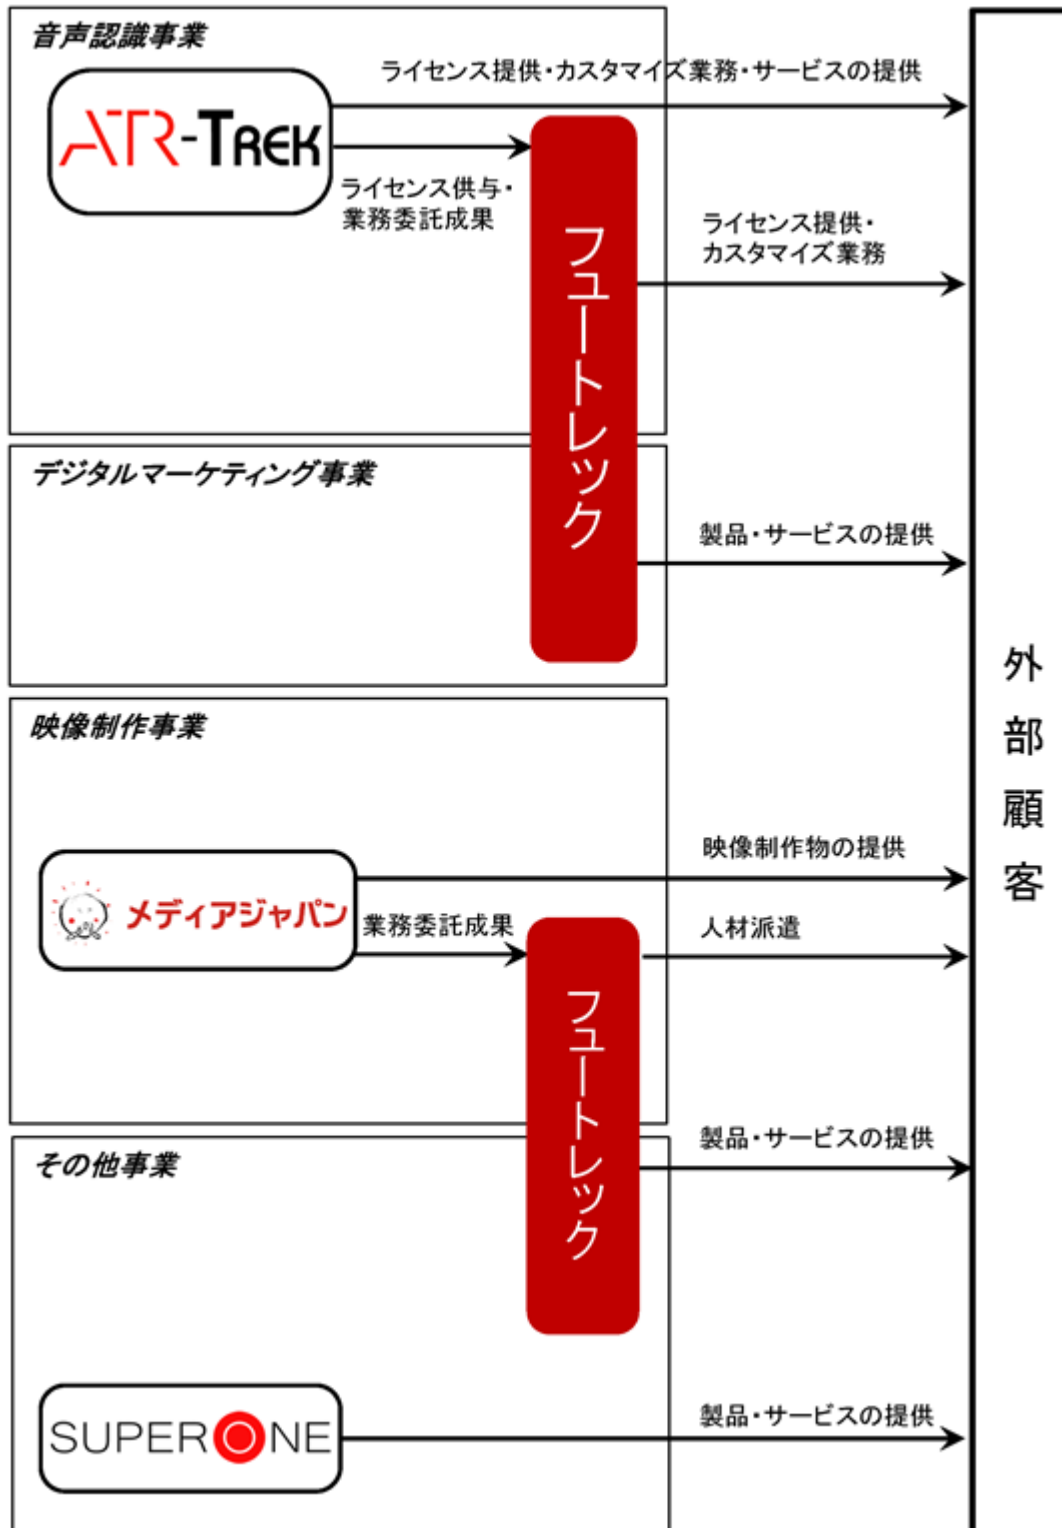 音声認識事業
ATR-TREK
ライセンス提供・カスタマイズ業務・サービスの提供
ライセンス供与・
業務委託成果
フュートレック
ライセンス提供・
カスタマイズ業務
デジタルマーケティング事業
製品・サービスの提供
外部顧客
映像制作事業
メディアジャパン
映像制作物の提供
業務委託成果
フュートレック
人材派遣
製品・サービスの提供
その他事業
SUPERONE
製品・サービスの提供